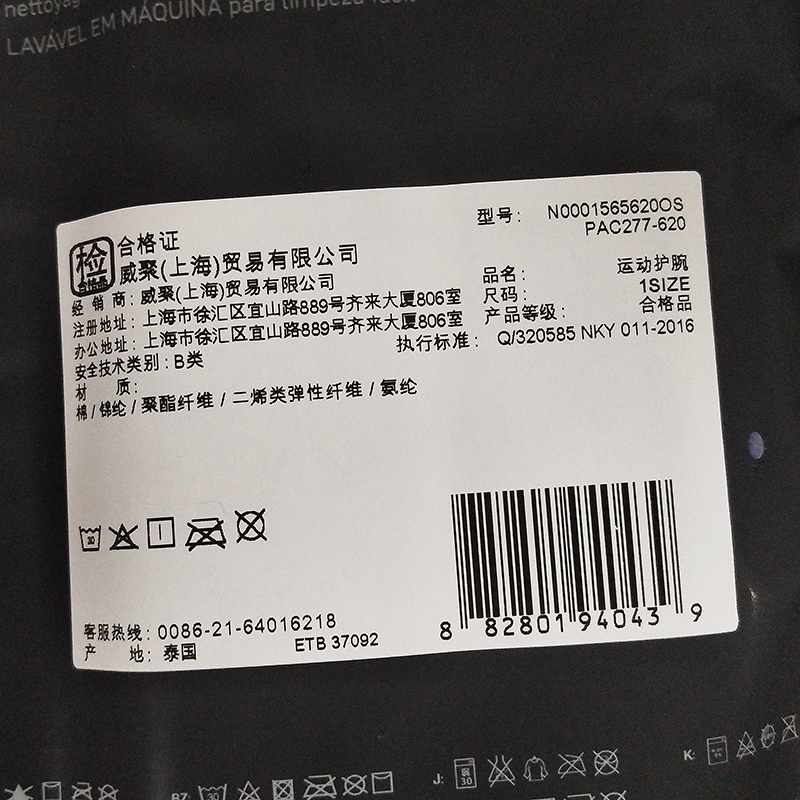 LAVÁVEL EM MÁQUINA para limpeza
检
合格证
威聚(上海)贸易有限公司
型号: N0001565620OS
PAC277-620
经销商: 威聚(上海)贸易有限公司
注册地址: 上海市徐汇区宜山路889号齐来大厦806室
办公地址: 上海市徐汇区宜山路889号齐来大厦806室
安全技术类别: B类
材 质:
棉 / 锦纶 / 聚酯纤维 / 二烯类弹性纤维 / 氨纶
品名: 运动护腕
尺码: 1SIZE
产品等级: 合格品
执行标准: Q/320585 NKY 011-2016
30
客服热线: 0086-21-64016218
产 地: 泰国
ETB 37092
8 82801 94043 9
BZ:
30
J:
30
K: